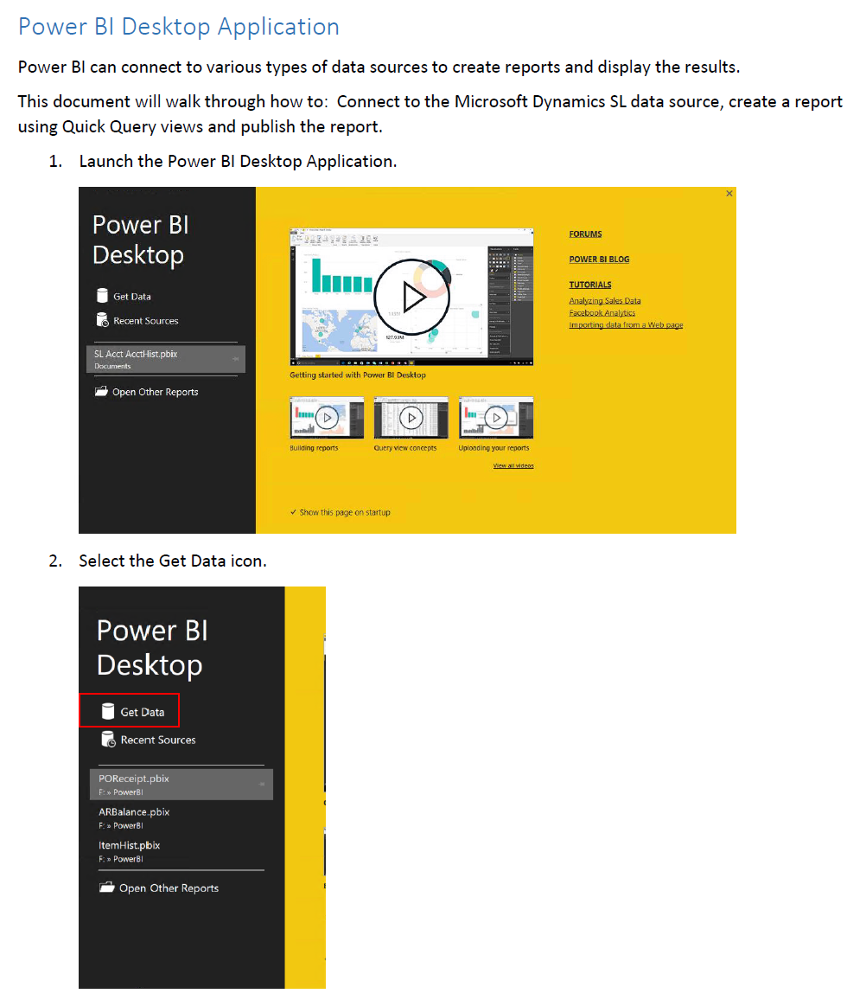 Power BI Desktop Application
Power BI can connect to various types of data sources to create reports and display the results.
This document will walk through how to:  Connect to the Microsoft Dynamics SL data source, create a report
using Quick Query views and publish the report.
1. Launch the Power BI Desktop Application.
Power BI
Desktop
Get Data
Recent Sources
SL Acct AcctHist.pbix
Documents
Open Other Reports
Getting started with Power BI Desktop
Building reports
Query view concepts
Uploading your reports
View all videos
✓ Show this page on startup
FORUMS
POWER BI BLOG
TUTORIALS
Analyzing Sales Data
Facebook Analytics
Importing data from a Web page
2. Select the Get Data icon.
Power BI
Desktop
Get Data
Recent Sources
POReceipt.pbix
F: » PowerBI
ARBalance.pbix
F: » PowerBI
ItemHist.pbix
F: » PowerBI
Open Other Reports